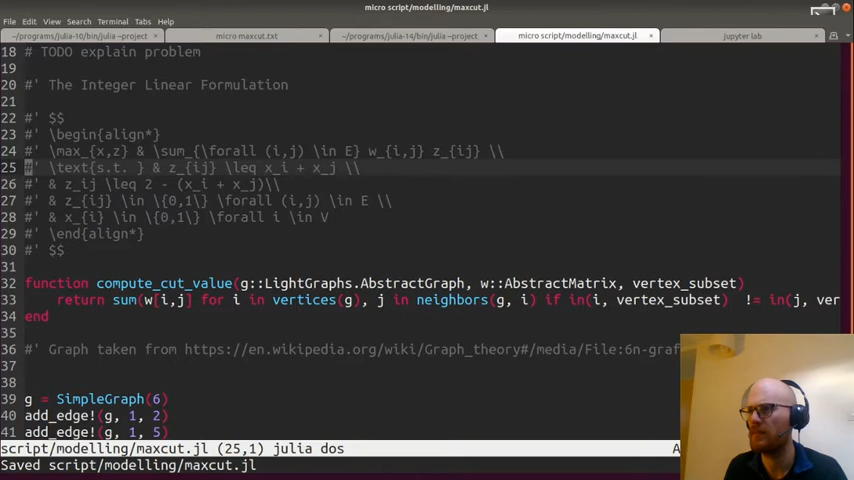 micro script/modelling/maxcut.jl
File Edit View Search Terminal Tabs Help
~/programs/julia-10/bin/julia –project × micro maxcut.txt × ~/programs/julia-14/bin/julia –project × micro script/modelling/maxcut.jl × jupyter lab ×
18 # TODO explain problem
19
20 #' The Integer Linear Formulation
21
22 #' $$
23 #' \begin{align*}
24 #' \max_{x,z} & \sum_{\forall (i,j) \in E} w_{i,j} z_{ij} \\
25 #' \text{s.t. } & z_{ij} \leq x_i + x_j \\
26 #' & z_ij \leq 2 - (x_i + x_j)\\
27 #' & z_{ij} \in \{0,1\} \forall (i,j) \in E \\
28 #' & x_{i} \in \{0,1\} \forall i \in V
29 #' \end{align*}
30 #' $$
31
32 function compute_cut_value(g::LightGraphs.AbstractGraph, w::AbstractMatrix, vertex_subset)
33 return sum(w[i,j] for i in vertices(g), j in neighbors(g, i) if in(i, vertex_subset) != in(j, ver
34 end
35
36 #' Graph taken from https://en.wikipedia.org/wiki/Graph_theory#/media/File:6n-graf
37
38
39 g = SimpleGraph(6)
40 add_edge!(g, 1, 2)
41 add_edge!(g, 1, 5)
script/modelling/maxcut.jl (25,1) julia dos A
Saved script/modelling/maxcut.jl